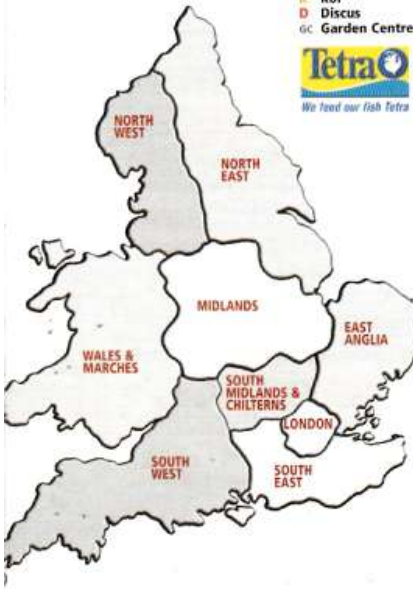 D Discus
GC Garden Centre
Tetra
We feed our fish Tetra
NORTH
WEST
NORTH
EAST
MIDLANDS
EAST
ANGLIA
WALES &
MARCHES
SOUTH
MIDLANDS &
CHILTERNS
LONDON
SOUTH
WEST
SOUTH
EAST